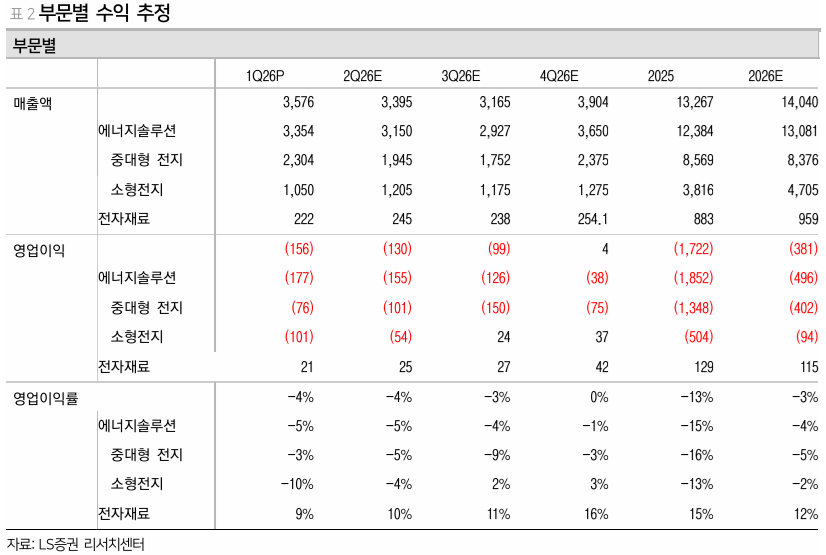 표 2 부문별 수익 추정
부문별
1Q26P 2Q26E 3Q26E 4Q26E 2025 2026E
매출액 3,576 3,395 3,165 3,904 13,267 14,040
에너지솔루션 3,354 3,150 2,927 3,650 12,384 13,081
중대형 전지 2,304 1,945 1,752 2,375 8,569 8,376
소형전지 1,050 1,205 1,175 1,275 3,816 4,705
전자재료 222 245 238 254.1 883 959
영업이익 (156) (130) (99) 4 (1,722) (381)
에너지솔루션 (177) (155) (126) (38) (1,852) (496)
중대형 전지 (76) (101) (150) (75) (1,348) (402)
소형전지 (101) (54) 24 37 (504) (94)
전자재료 21 25 27 42 129 115
영업이익률 -4% -4% -3% 0% -13% -3%
에너지솔루션 -5% -5% -4% -1% -15% -4%
중대형 전지 -3% -5% -9% -3% -16% -5%
소형전지 -10% -4% 2% 3% -13% -2%
전자재료 9% 10% 11% 16% 15% 12%
자료: LS증권 리서치센터